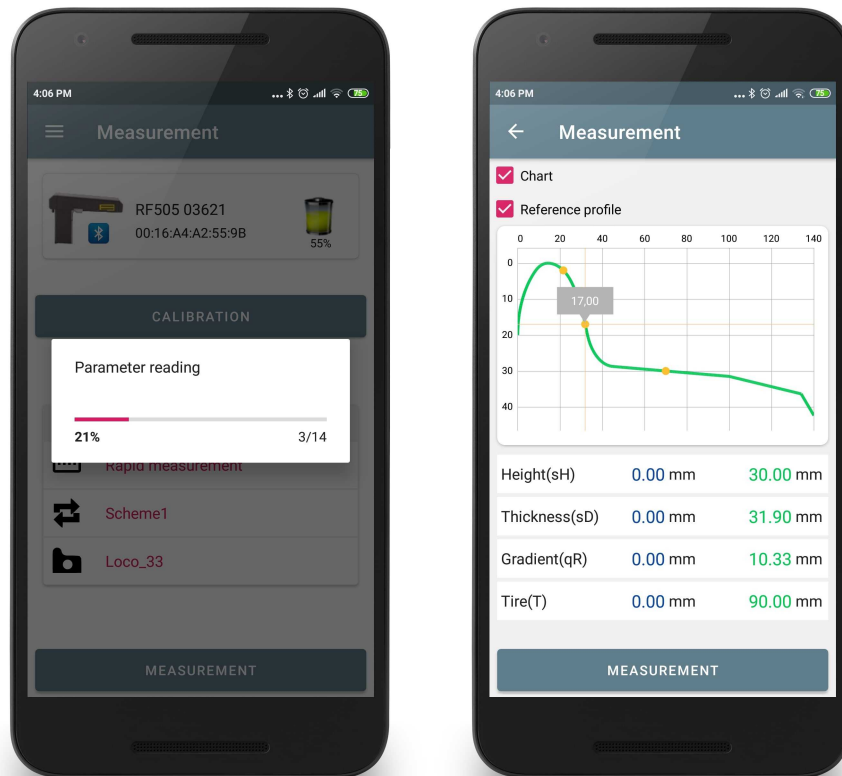 4:06 PM
75
Measurement
RF505 03621
00:16:A4:A2:55:9B
55%
CALIBRATION
Parameter reading
21% 3/14
Rapid measurement
Scheme1
Loco_33
MEASUREMENT
4:06 PM
75
Measurement
Chart
Reference profile
0 20 40 60 80 100 120 140
0
10
17,00
20
30
40
Height(sH) 0.00 mm 30.00 mm
Thickness(sD) 0.00 mm 31.90 mm
Gradient(qR) 0.00 mm 10.33 mm
Tire(T) 0.00 mm 90.00 mm
MEASUREMENT